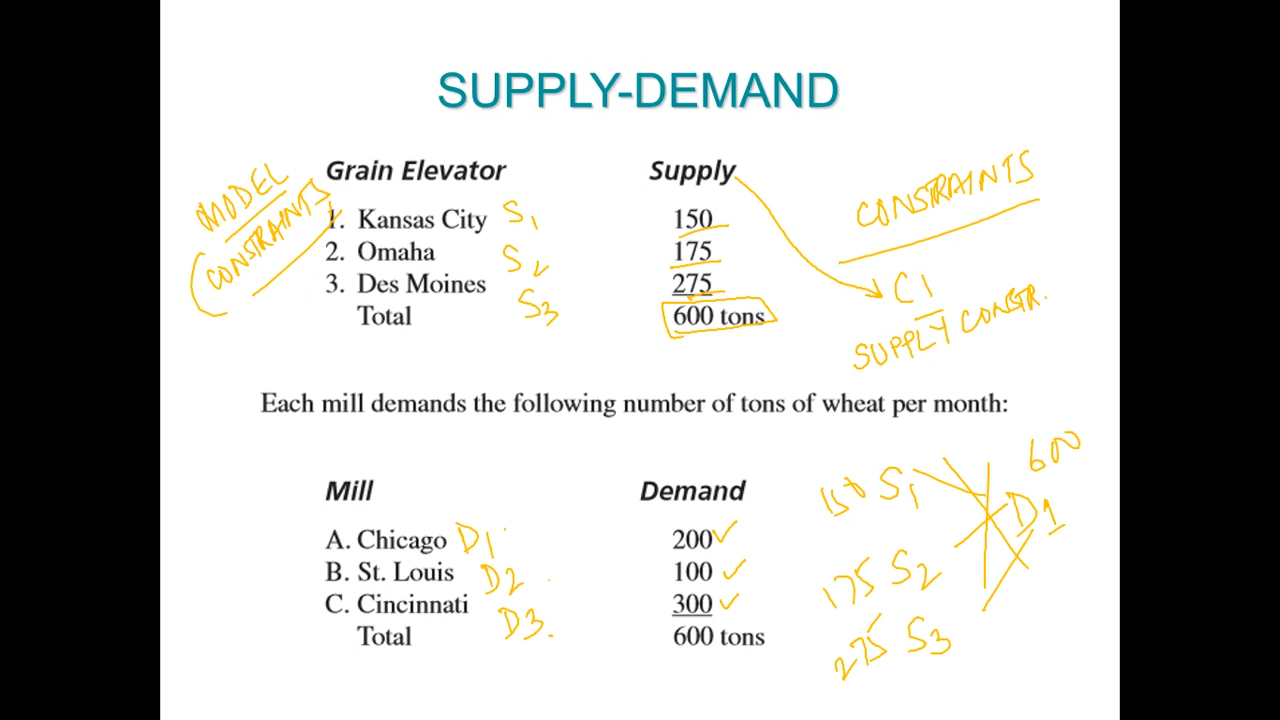 SUPPLY-DEMAND
Grain Elevator Supply
MODEL
(CONSTRAINTS
CONSTRAINTS
1. Kansas City S1 150
2. Omaha S2 175
3. Des Moines S3 275
Total 600 tons
C1
SUPPLY CONSTR.
Each mill demands the following number of tons of wheat per month:
Mill Demand
A. Chicago D1 200✓
B. St. Louis D2 100 ✓
C. Cincinnati D3. 300 ✓
Total 600 tons
600
S1
D1
175 S2
275 S3